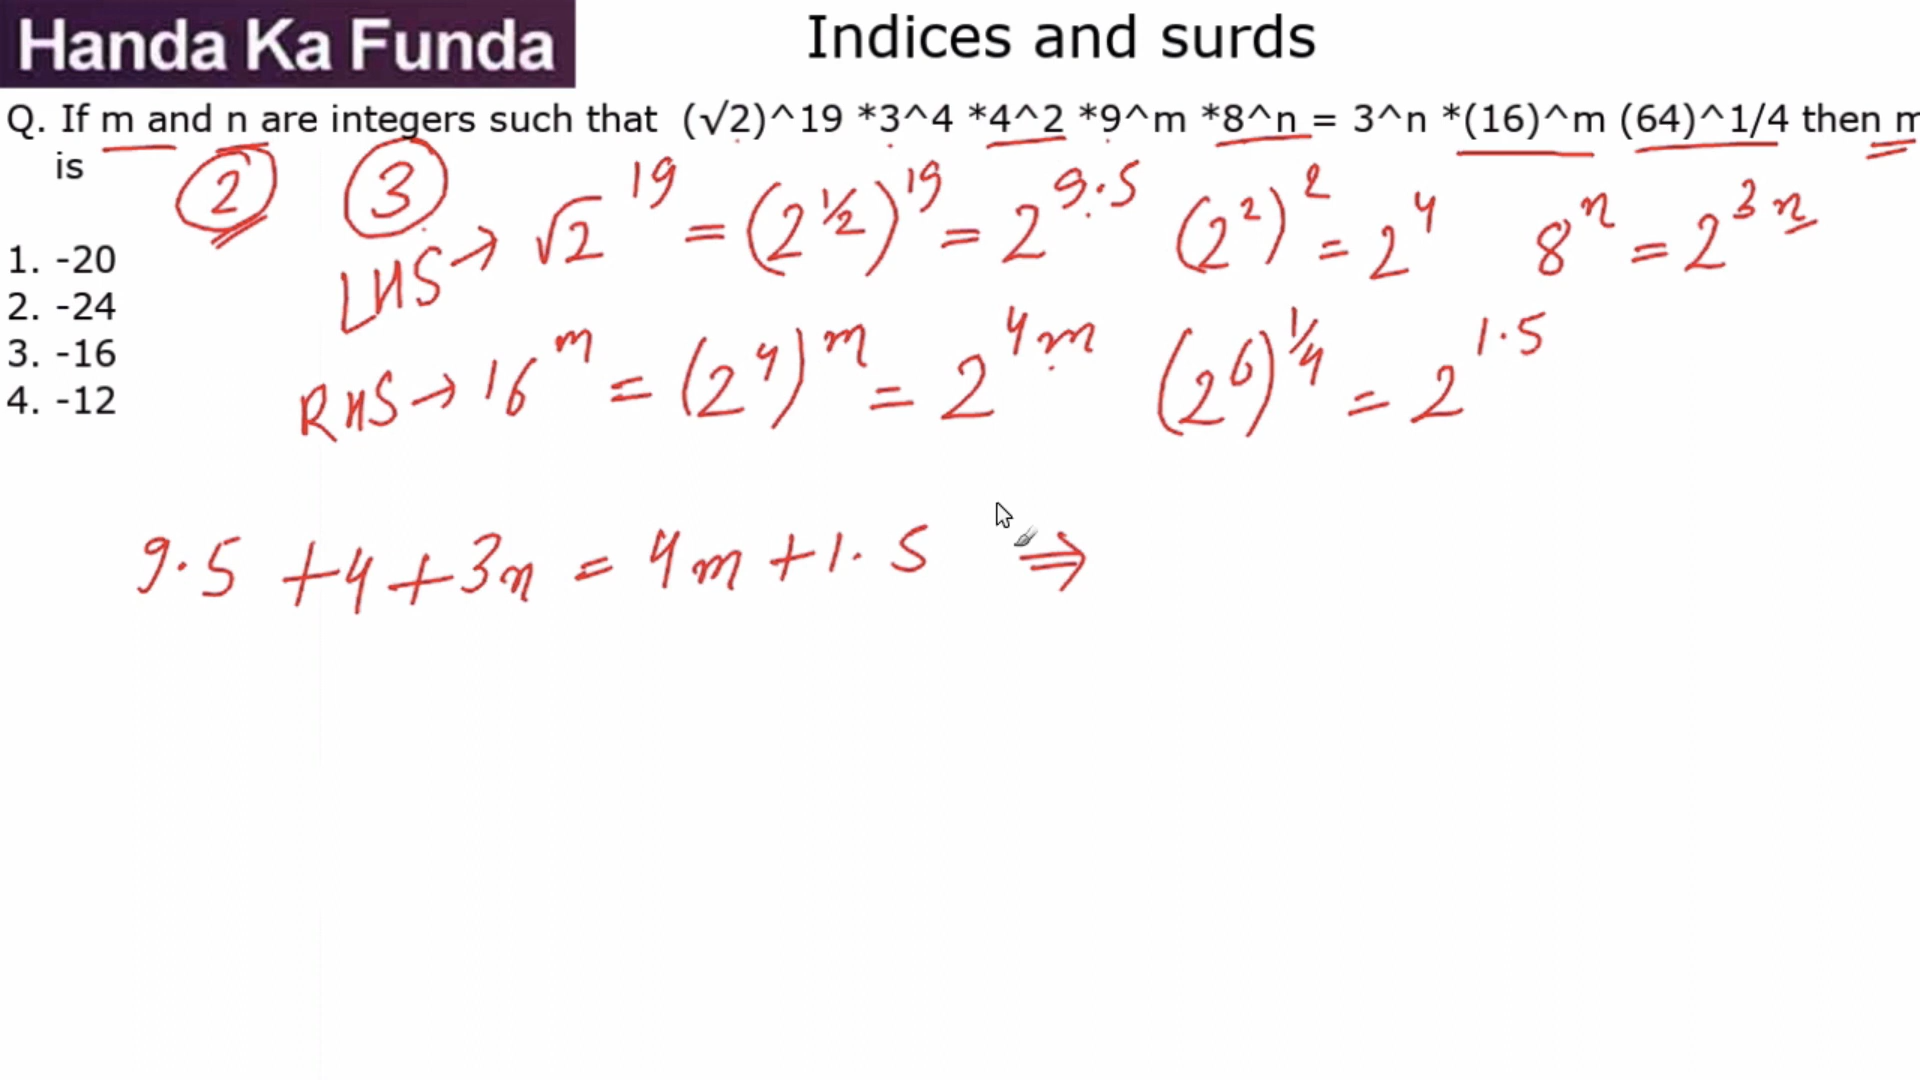 Handa Ka Funda
Indices and surds
Q. If m and n are integers such that (√2)^19 *3^4 *4^2 *9^m *8^n = 3^n *(16)^m (64)^1/4 then m
is
2 3
LHS → √2^19 = (2^1/2)^19 = 2^9.5 (2^2)^2 = 2^4 8^n = 2^3n
1. -20
2. -24
3. -16
4. -12
RHS → 16^m = (2^4)^m = 2^4m (2^6)^1/4 = 2^1.5
9.5 + 4 + 3n = 4m + 1.5 ⇒